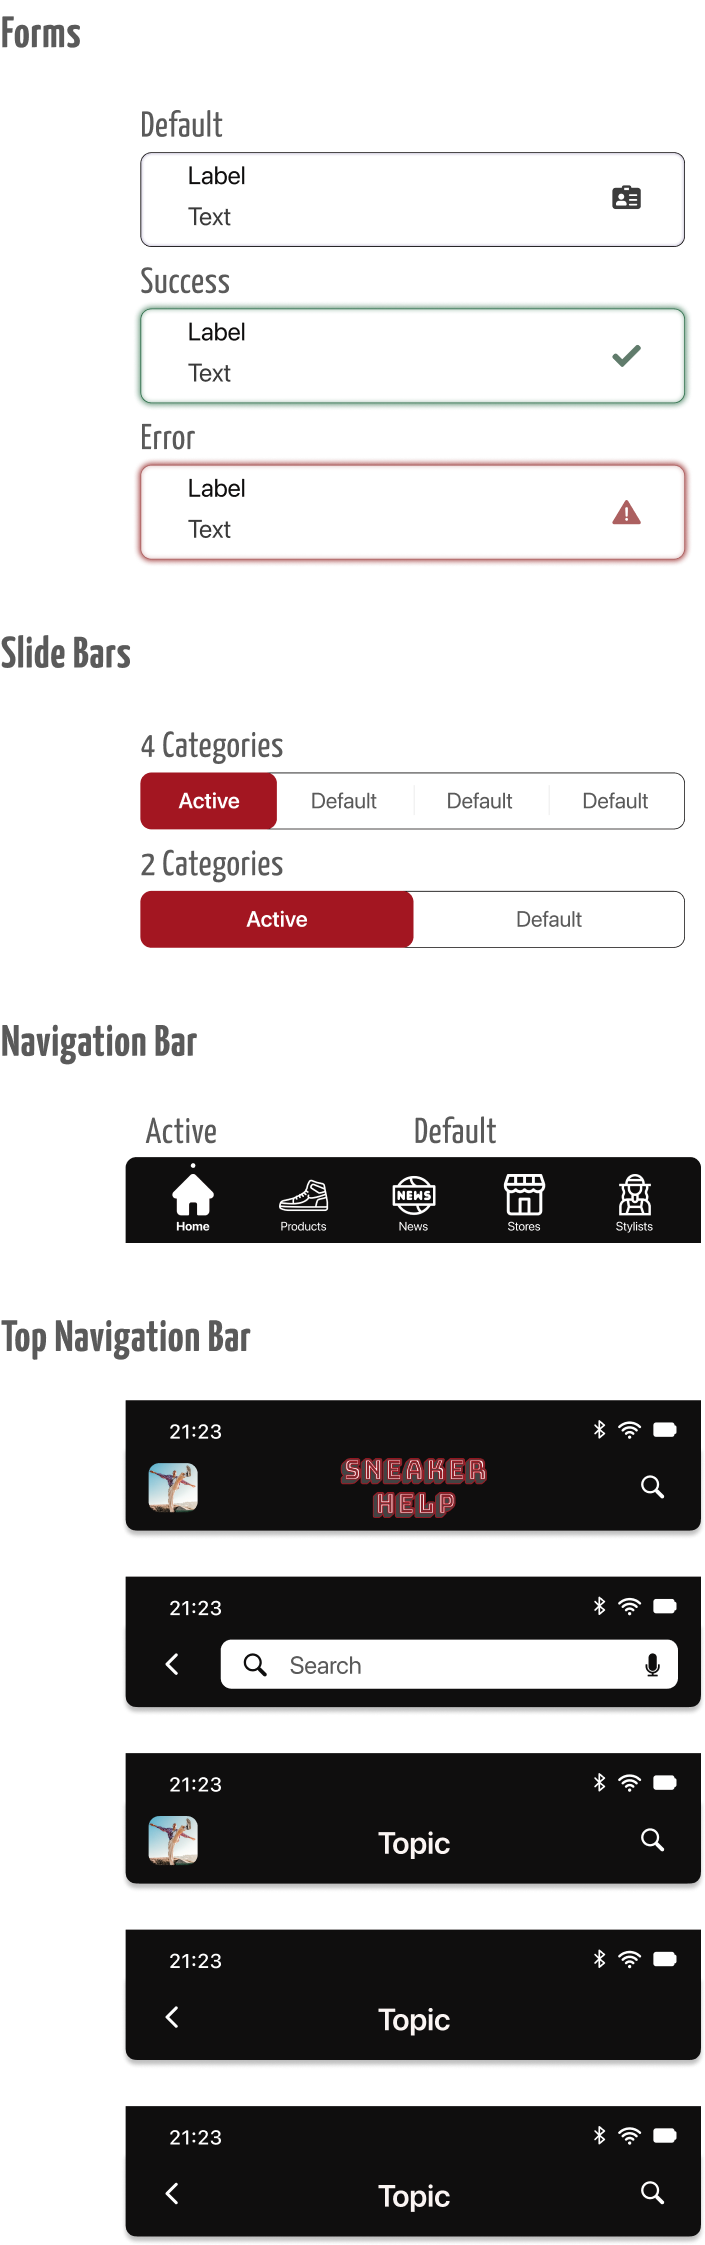 Forms
Default
Label
Text
Success
Label
Text
Error
Label
Text
Slide Bars
4 Categories
Active Default Default Default
2 Categories
Active Default
Navigation Bar
Active Default
NEWS
Home Products News Stores Stylists
Top Navigation Bar
21:23
SNEAKER
HELP
21:23
Search
21:23
Topic
21:23
Topic
21:23
Topic